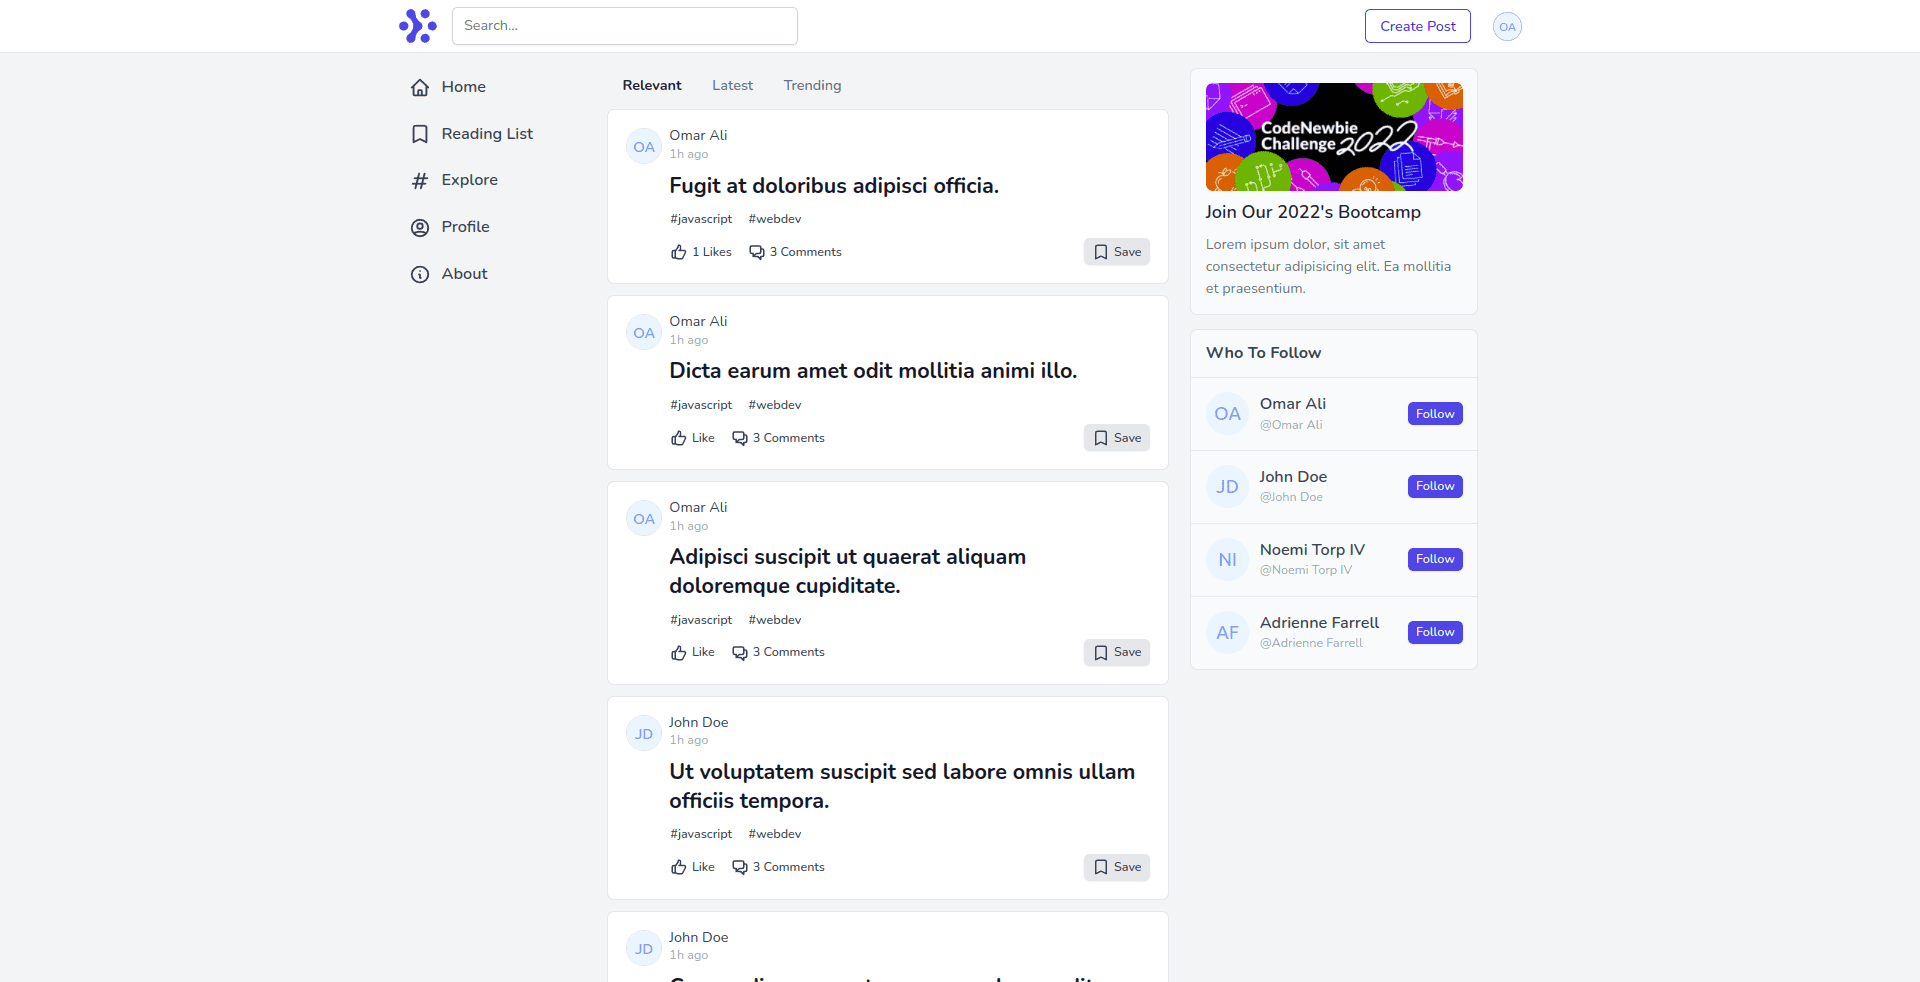 Search...
Create Post
OA
Home
Reading List
Explore
Profile
About
Relevant
Latest
Trending
OA
Omar Ali
1h ago
Fugit at doloribus adipisci officia.
#javascript #webdev
1 Likes
3 Comments
Save
OA
Omar Ali
1h ago
Dicta earum amet odit mollitia animi illo.
#javascript #webdev
Like
3 Comments
Save
OA
Omar Ali
1h ago
Adipisci suscipit ut quaerat aliquam
doloremque cupiditate.
#javascript #webdev
Like
3 Comments
Save
JD
John Doe
1h ago
Ut voluptatem suscipit sed labore omnis ullam
officiis tempora.
#javascript #webdev
Like
3 Comments
Save
JD
John Doe
1h ago
CodeNewbie
Challenge 2022
Join Our 2022's Bootcamp
Lorem ipsum dolor, sit amet
consectetur adipisicing elit. Ea mollitia
et praesentium.
Who To Follow
OA
Omar Ali
@Omar Ali
Follow
JD
John Doe
@John Doe
Follow
NI
Noemi Torp IV
@Noemi Torp IV
Follow
AF
Adrienne Farrell
@Adrienne Farrell
Follow